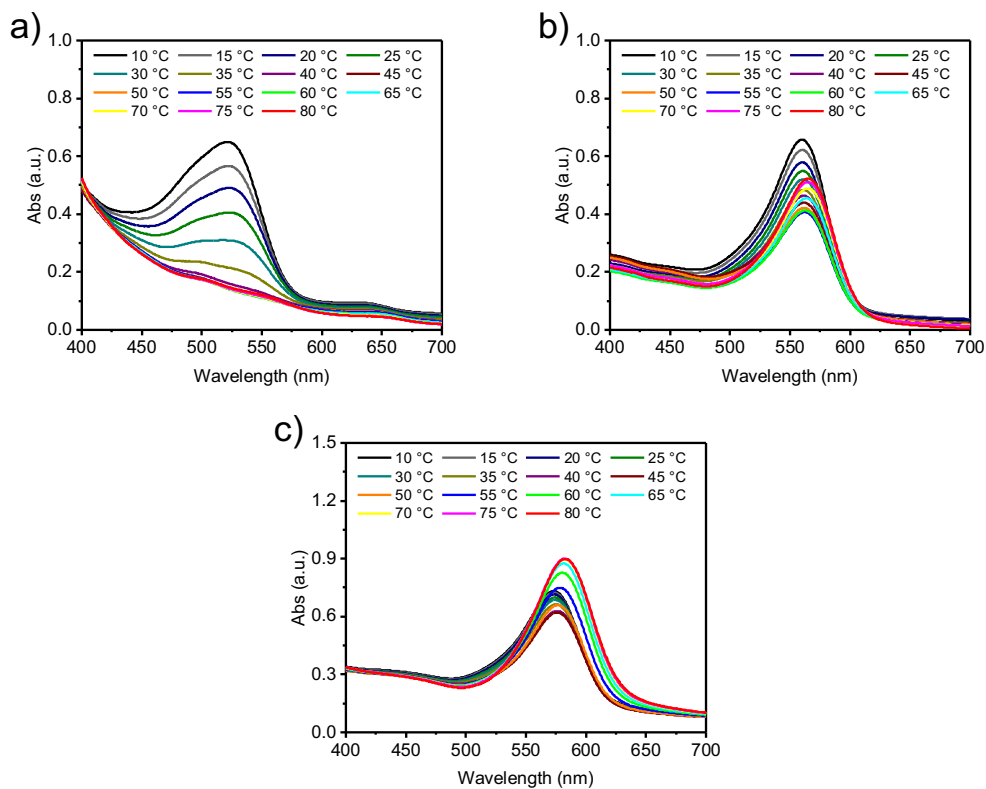 a)
1.0
0.8
0.6
0.4
0.2
0.0
Abs (a.u.)
10 °C 15 °C 20 °C 25 °C
30 °C 35 °C 40 °C 45 °C
50 °C 55 °C 60 °C 65 °C
70 °C 75 °C 80 °C
400 450 500 550 600 650 700
Wavelength (nm)
b)
1.0
0.8
0.6
0.4
0.2
0.0
Abs (a.u.)
10 °C 15 °C 20 °C 25 °C
30 °C 35 °C 40 °C 45 °C
50 °C 55 °C 60 °C 65 °C
70 °C 75 °C 80 °C
400 450 500 550 600 650 700
Wavelength (nm)
c)
1.5
1.2
0.9
0.6
0.3
0.0
Abs (a.u.)
10 °C 15 °C 20 °C 25 °C
30 °C 35 °C 40 °C 45 °C
50 °C 55 °C 60 °C 65 °C
70 °C 75 °C 80 °C
400 450 500 550 600 650 700
Wavelength (nm)